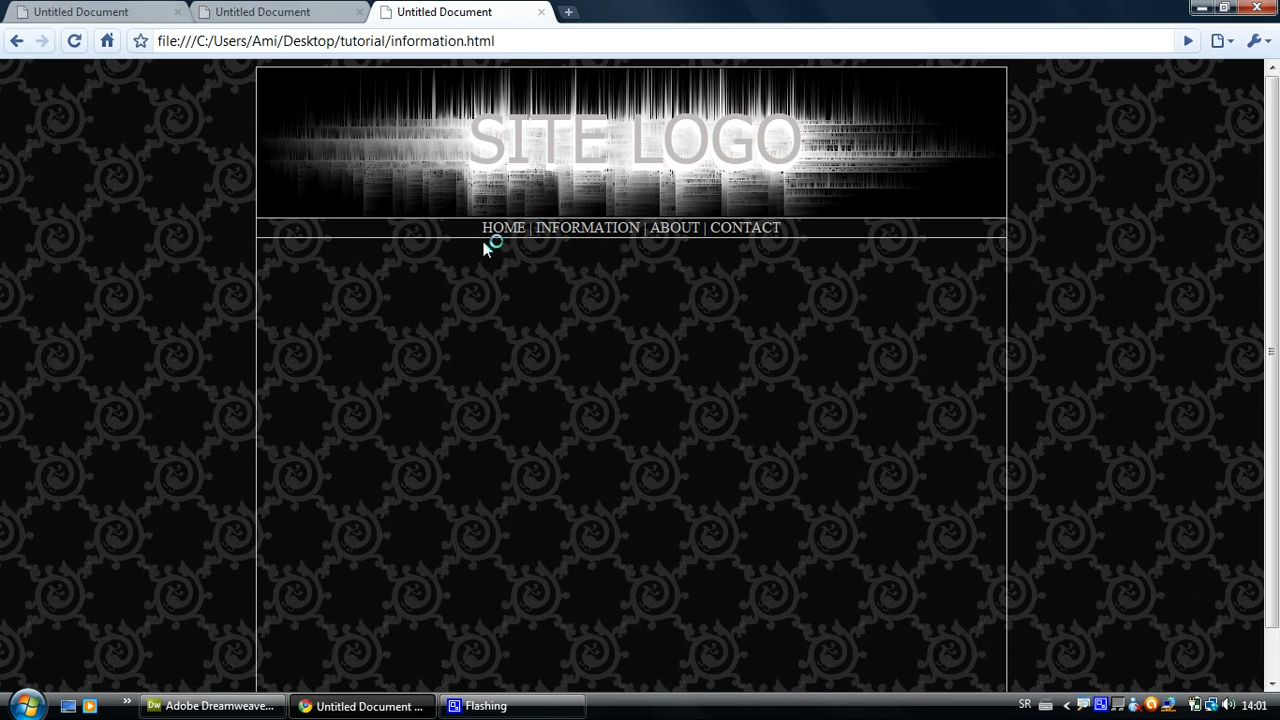 Untitled Document
Untitled Document
Untitled Document
file:///C:/Users/Ami/Desktop/tutorial/information.html
SITE LOGO
HOME | INFORMATION | ABOUT | CONTACT
Adobe Dreamweave...
Untitled Document ...
Flashing
SR
14:01